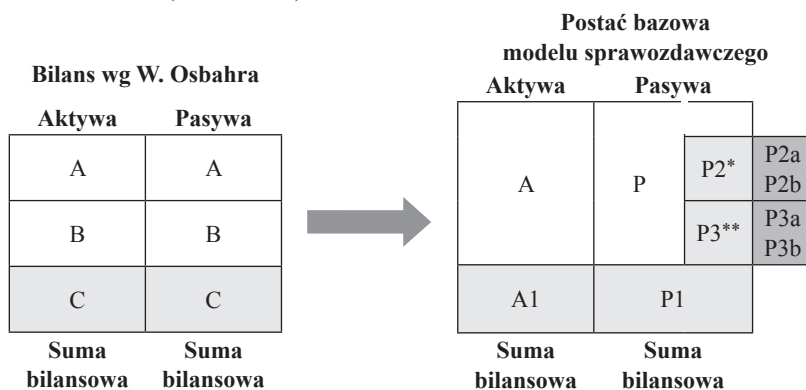 Postać bazowa
modelu sprawozdawczego
Bilans wg W. Osbahra
Aktywa Pasywa
Aktywa Pasywa
A A
B B
C C
A P P2* P2a
P2b
P3** P3a
P3b
A1 P1
Suma Suma
bilansowa bilansowa
Suma Suma
bilansowa bilansowa